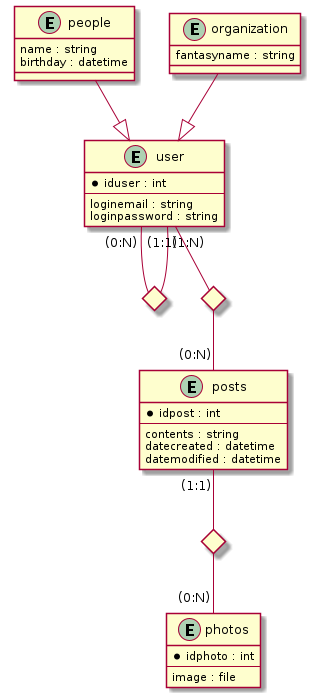 E people
name : string
birthday : datetime
E organization
fantasyname : string
E user
iduser : int
loginemail : string
loginpassword : string
(0:N) (1:1) (1:N)
(0:N)
E posts
idpost : int
contents : string
datecreated : datetime
datemodified : datetime
(1:1)
(0:N)
E photos
idphoto : int
image : file